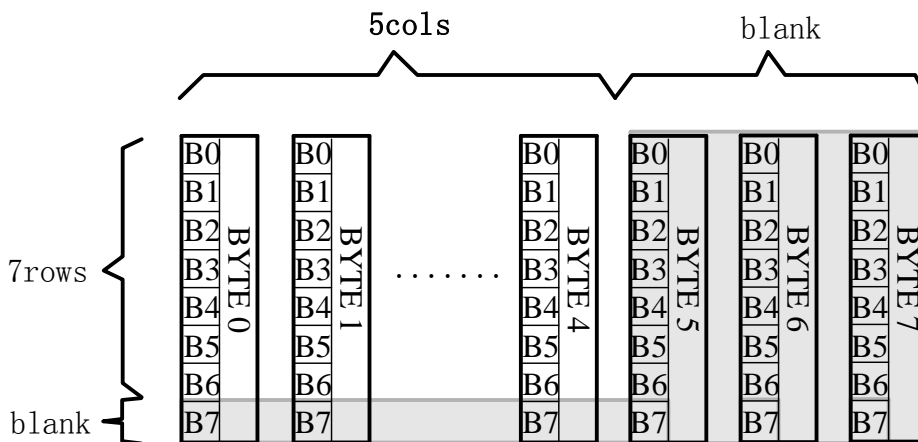 5cols blank
B0 B0 B0 B0 B0 B0
B1 B1 B1 B1 B1 B1
B2 B2 B2 B2 B2 B2
7rows B3 B3 ....... B3 B3 B3 B3
B4 B4 B4 B4 B4 B4
B5 B5 B5 B5 B5 B5
B6 B6 B6 B6 B6 B6
blank B7 B7 B7 B7 B7 B7
BYTE 0
BYTE 1
BYTE 4
BYTE 5
BYTE 6
BYTE 7